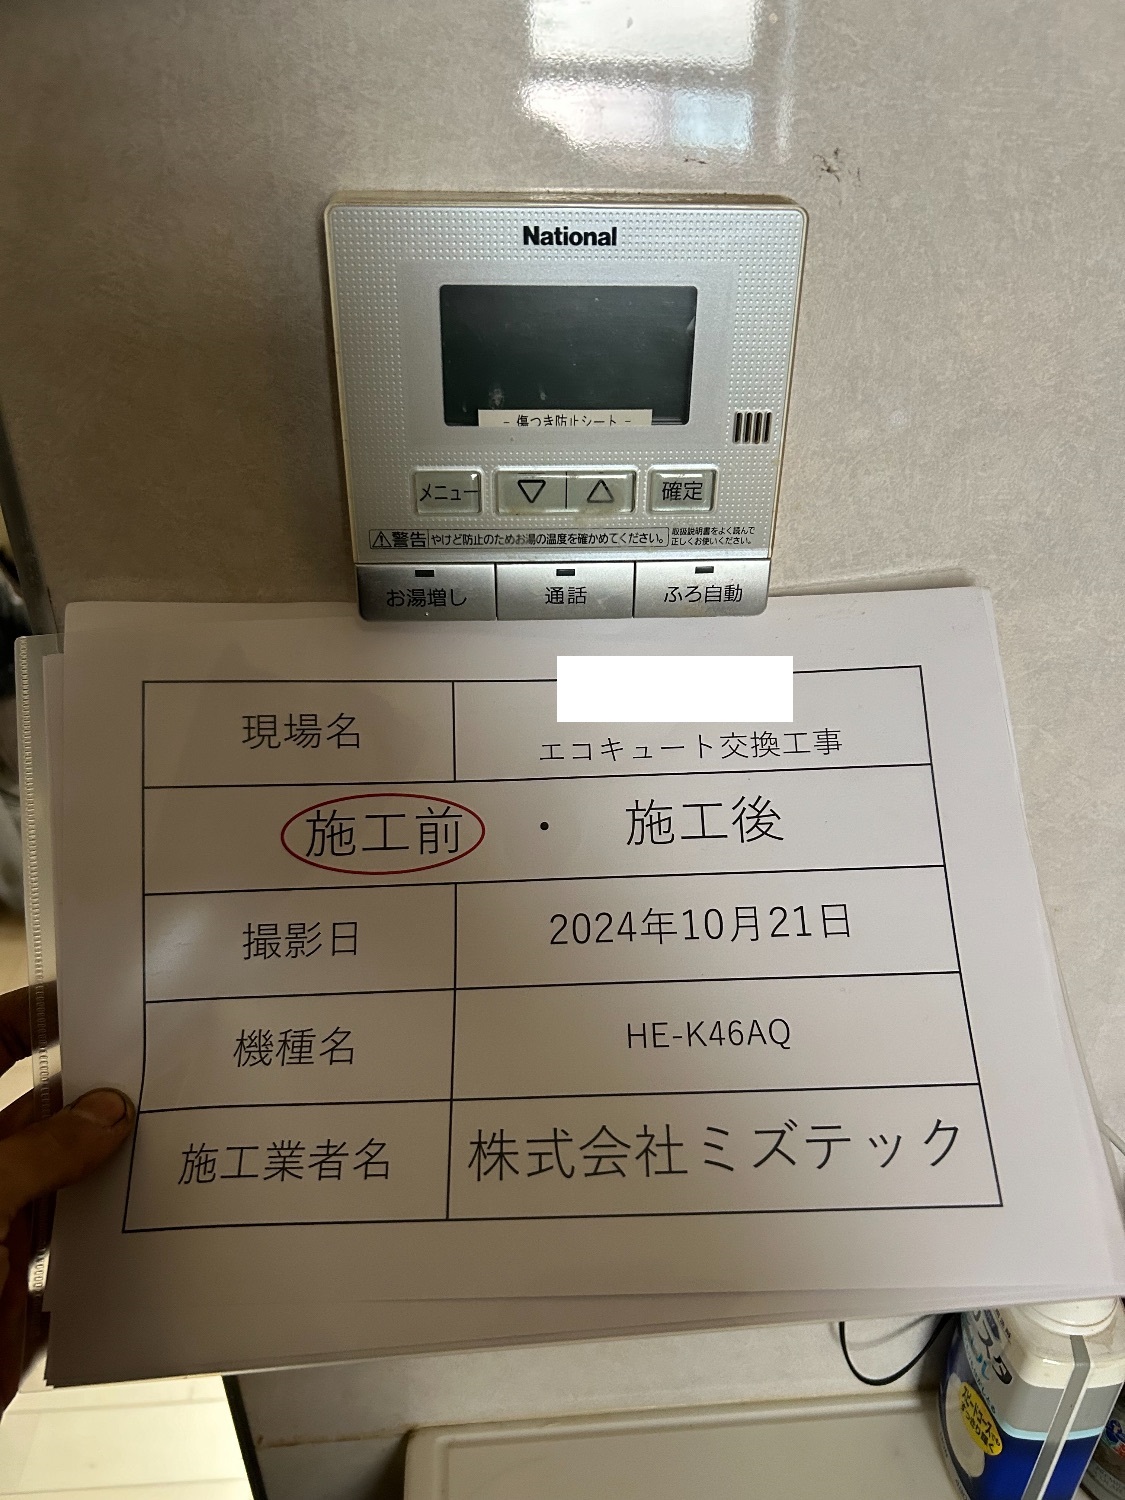 National
- 傷つき防止シート -
メニュー ▽ △ 確定
⚠警告 やけど防止のためお湯の温度を確かめてください。 取扱説明書をよく読んで
正しくお使いください。
お湯増し 通話 ふろ自動
現場名 エコキュート交換工事
施工前 ・ 施工後
撮影日 2024年10月21日
機種名 HE-K46AQ
施工業者名 株式会社ミズテック